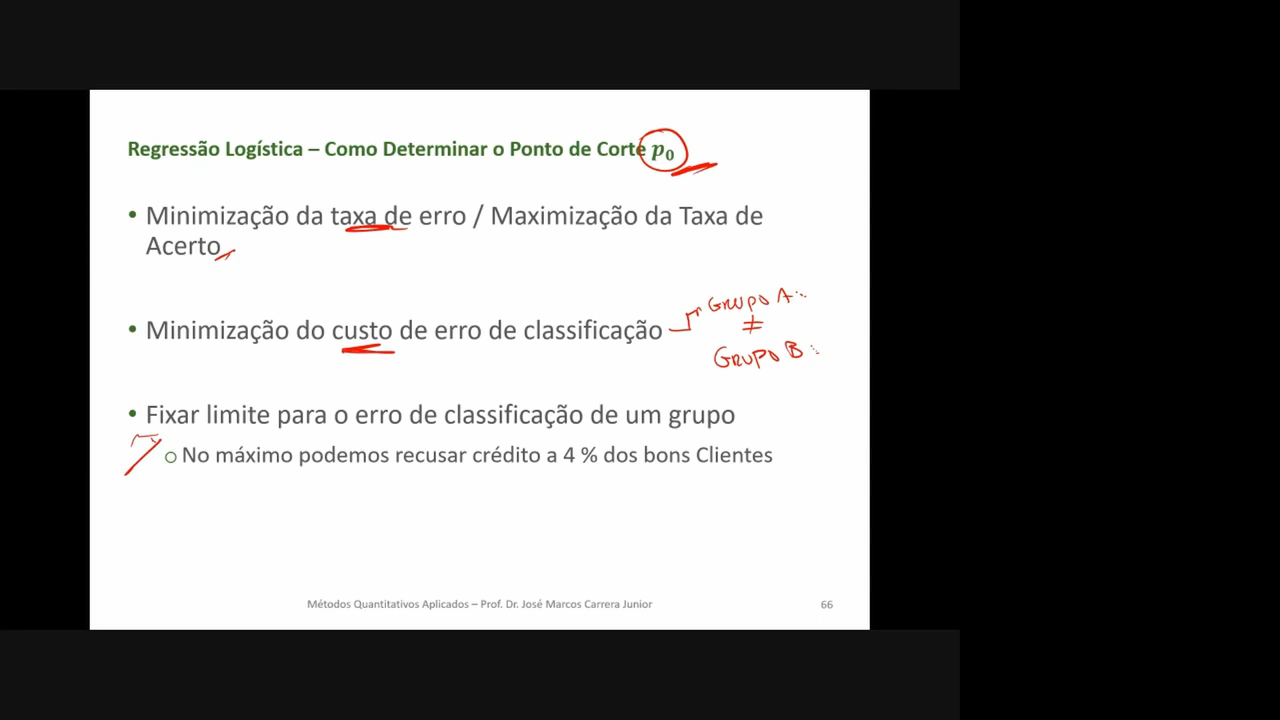 Regressão Logística – Como Determinar o Ponto de Corte p₀
• Minimização da taxa de erro / Maximização da Taxa de
Acerto
GRUPO A:
≠
• Minimização do custo de erro de classificação
GRUPO B:
• Fixar limite para o erro de classificação de um grupo
○ No máximo podemos recusar crédito a 4 % dos bons Clientes
Métodos Quantitativos Aplicados – Prof. Dr. José Marcos Carrera Junior
66